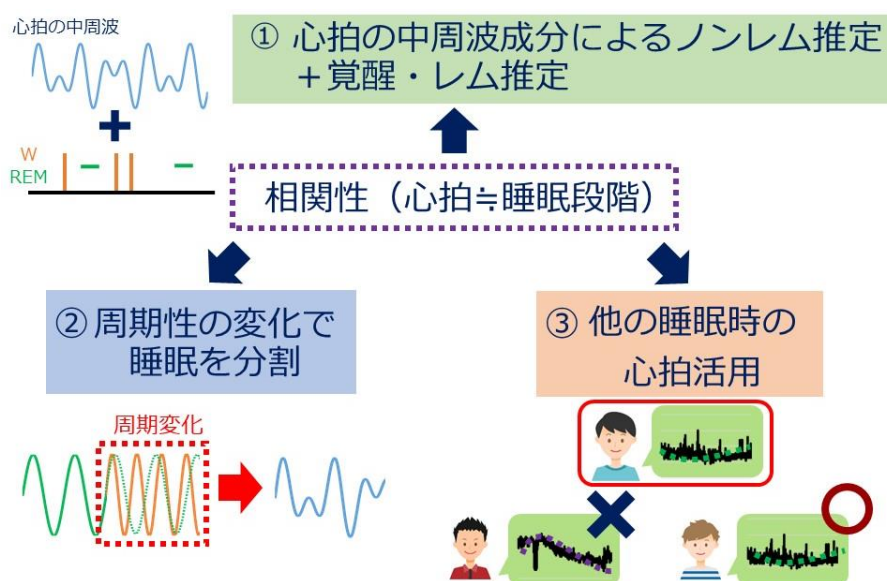 心拍の中周波
W
REM
① 心拍の中周波成分によるノンレム推定
＋覚醒・レム推定
相関性（心拍≒睡眠段階）
② 周期性の変化で
睡眠を分割
周期変化
③ 他の睡眠時の
心拍活用